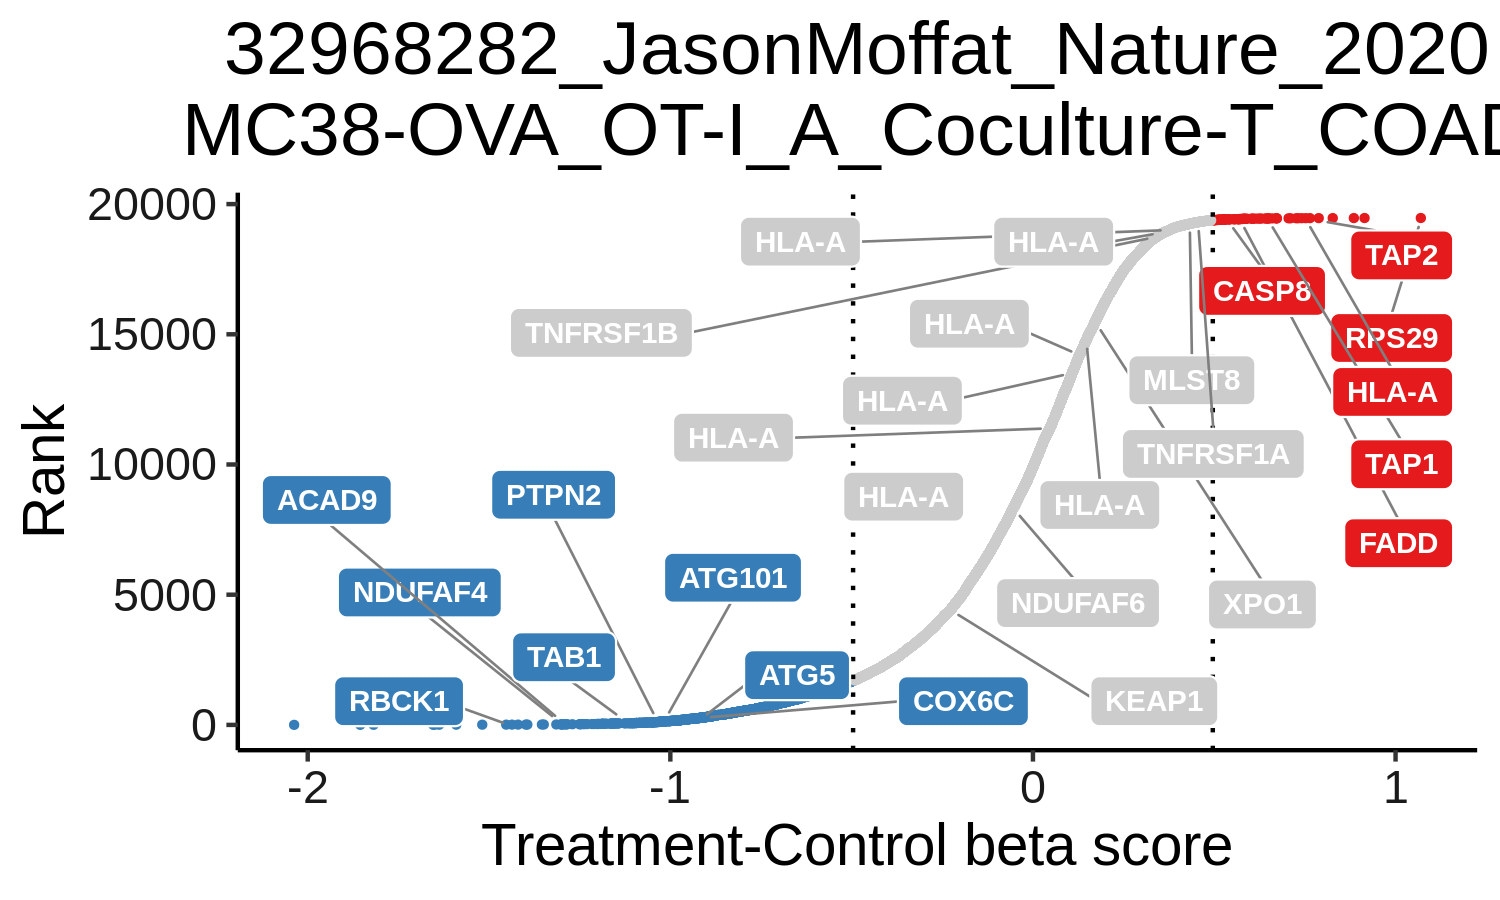 32968282_JasonMoffat_Nature_2020
MC38-OVA_OT-I_A_Coculture-T_COAD
20000
15000
10000
5000
0
Rank
HLA-A
HLA-A
TAP2
CASP8
TNFRSF1B
HLA-A
RPS29
MLST8
HLA-A
HLA-A
HLA-A
TNFRSF1A
TAP1
ACAD9
PTPN2
HLA-A
HLA-A
FADD
NDUFAF4
ATG101
NDUFAF6
XPO1
TAB1
ATG5
RBCK1
COX6C
KEAP1
-2
-1
0
1
Treatment-Control beta score